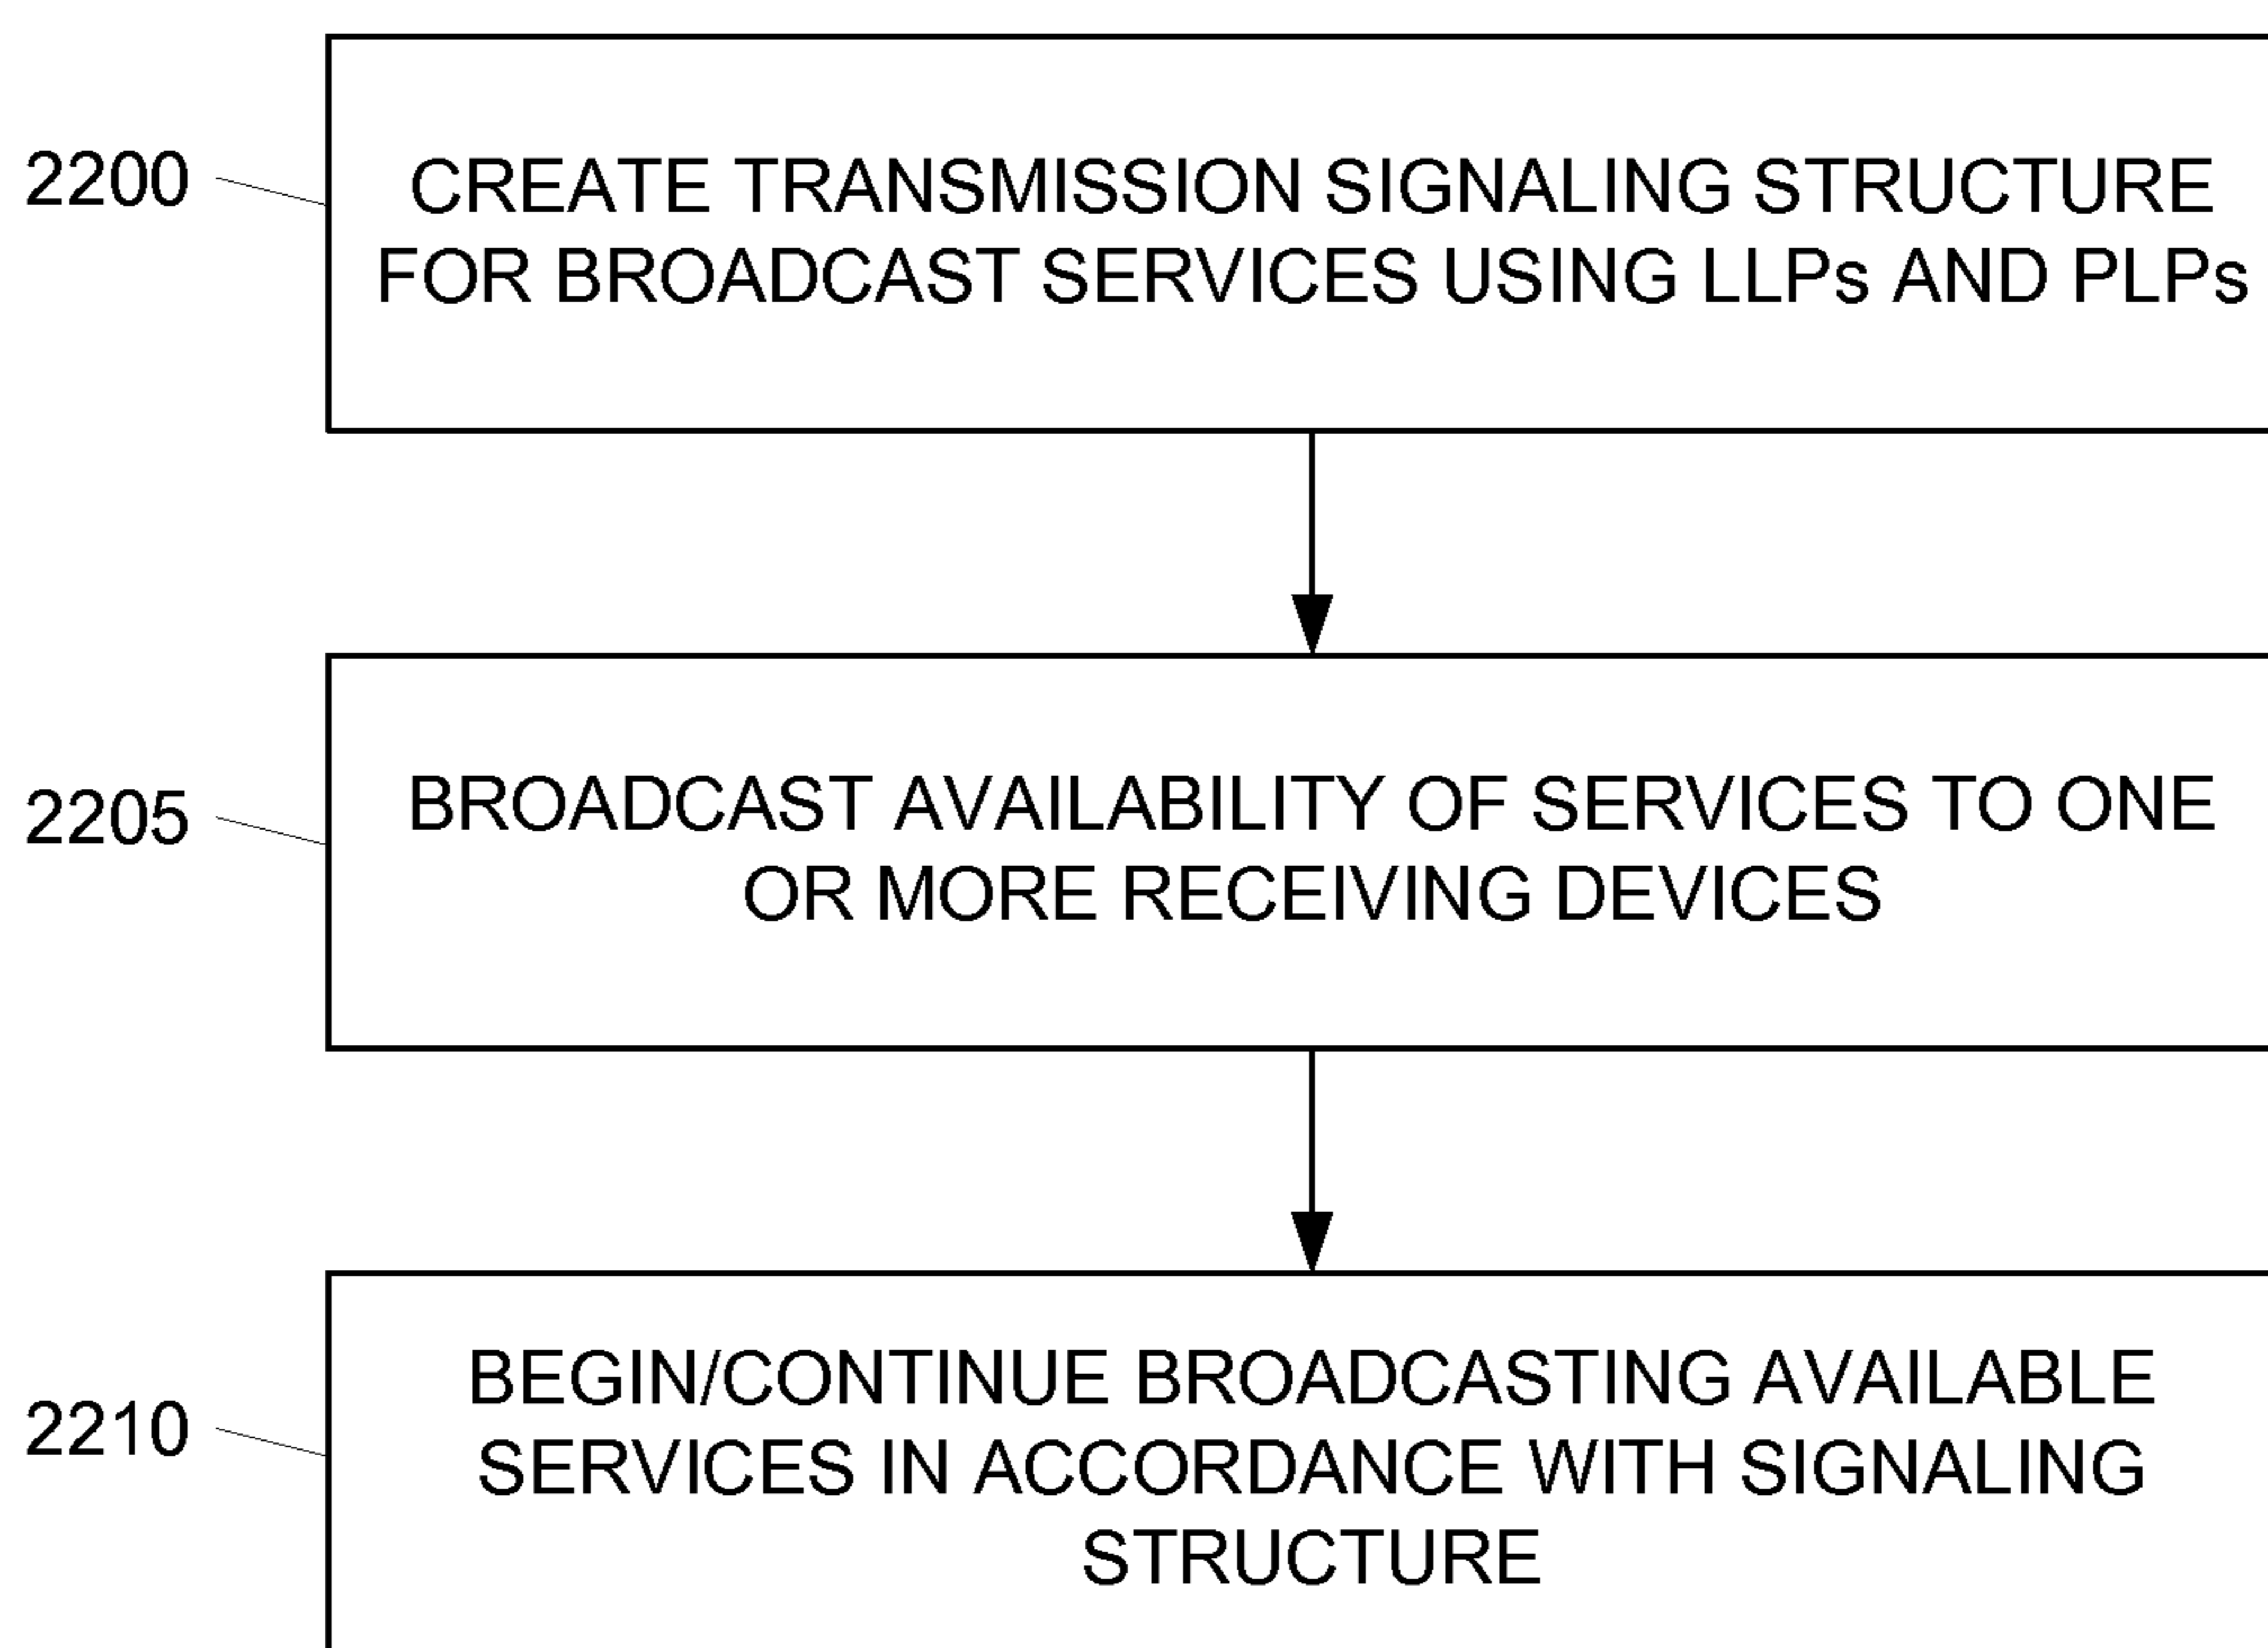 2200
CREATE TRANSMISSION SIGNALING STRUCTURE
FOR BROADCAST SERVICES USING LLPs AND PLPs
2205
BROADCAST AVAILABILITY OF SERVICES TO ONE
OR MORE RECEIVING DEVICES
2210
BEGIN/CONTINUE BROADCASTING AVAILABLE
SERVICES IN ACCORDANCE WITH SIGNALING
STRUCTURE